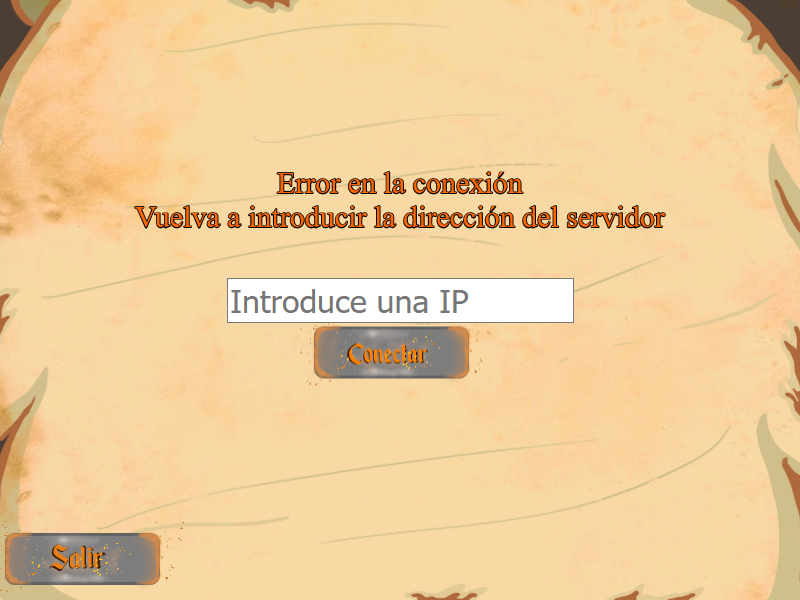 Error en la conexión
Vuelva a introducir la dirección del servidor
Introduce una IP
Conectar
Salir